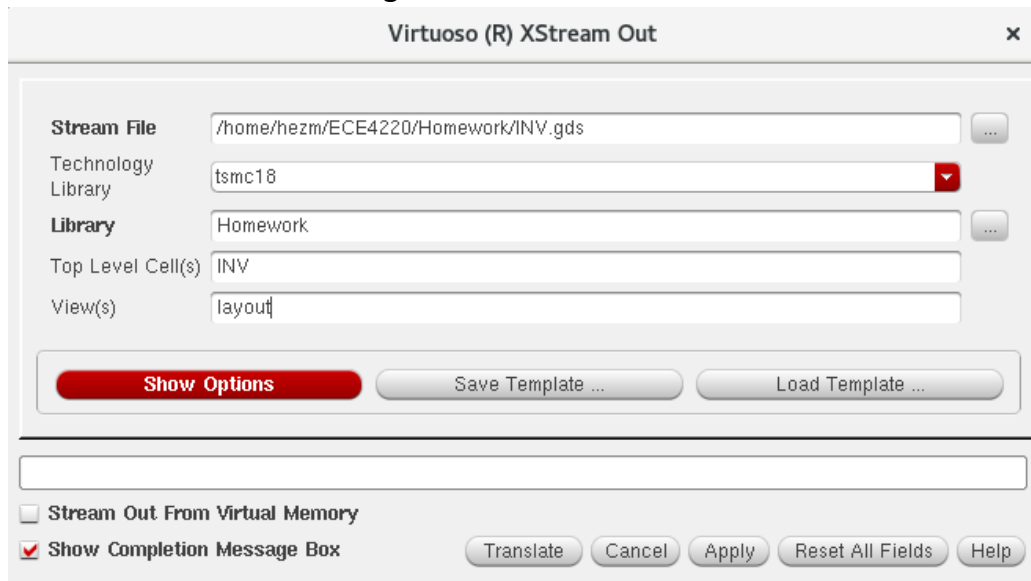 Virtuoso (R) XStream Out ×
Stream File /home/hezm/ECE4220/Homework/INV.gds ...
Technology
Library tsmc18
Library Homework ...
Top Level Cell(s) INV
View(s) layout
Show Options Save Template ... Load Template ...
Stream Out From Virtual Memory
Show Completion Message Box Translate Cancel Apply Reset All Fields Help